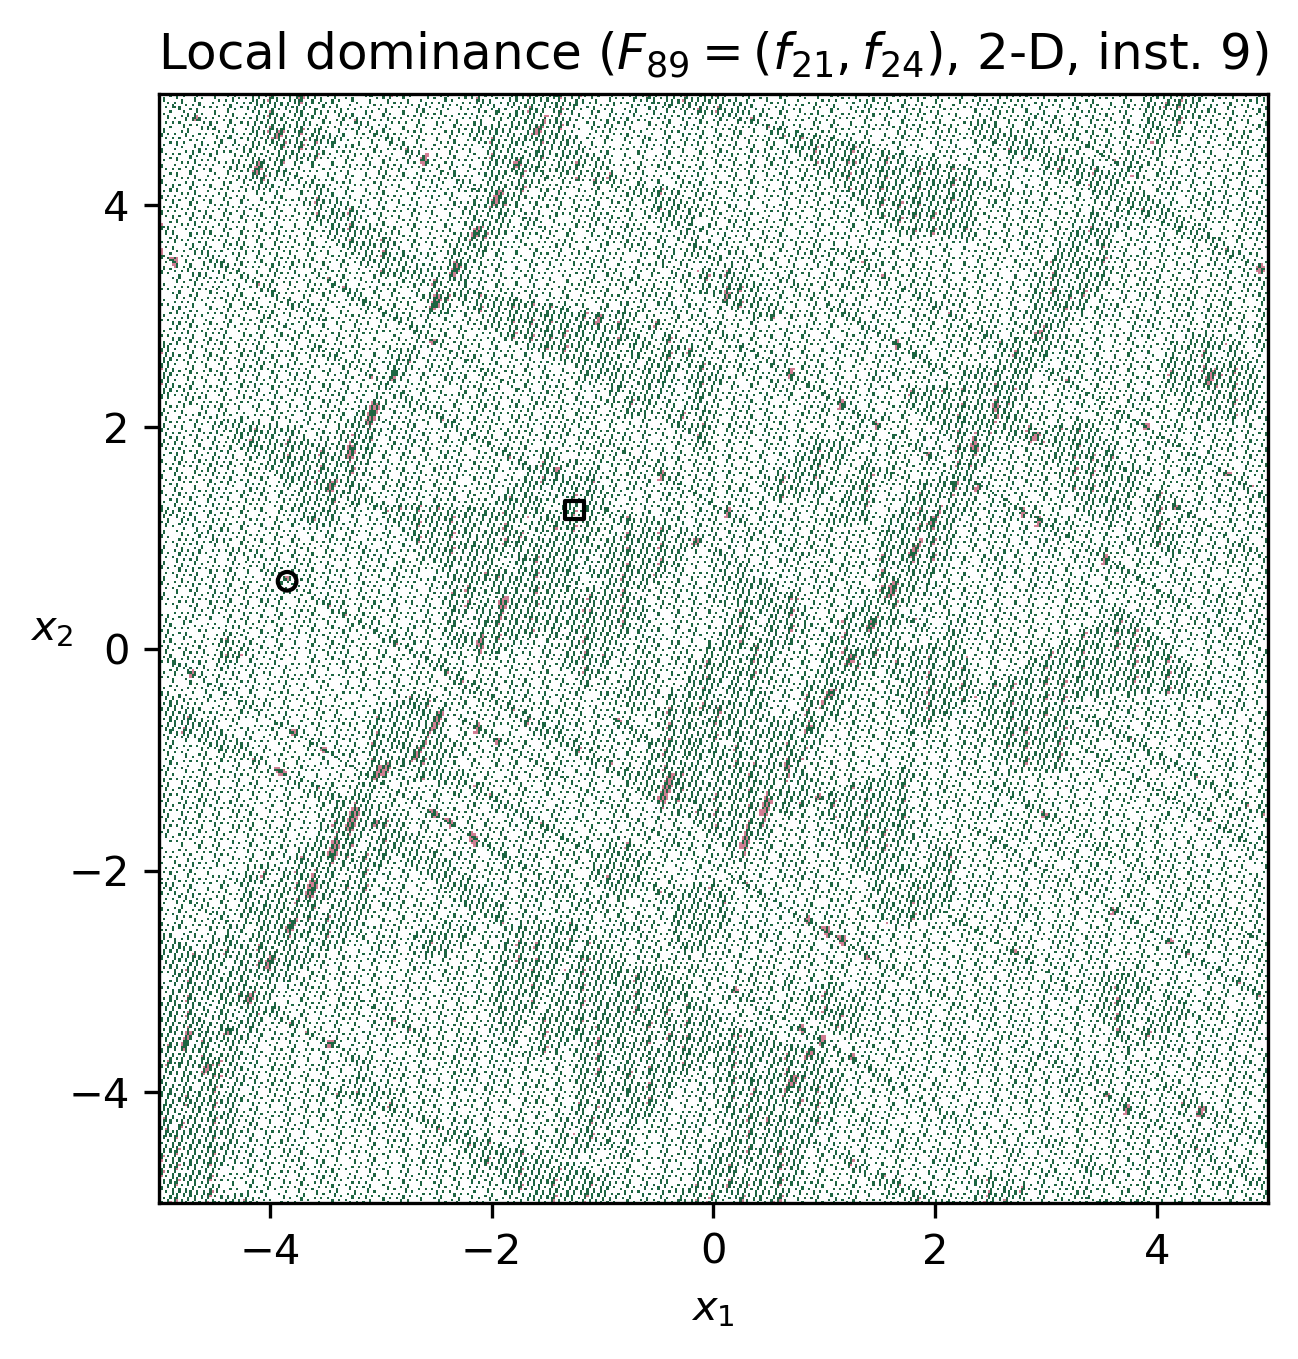 Local dominance (F₈₉ = (f₂₁, f₂₄), 2-D, inst. 9)
4
2
x₂
0
−2
−4
−4 −2 0 2 4
x₁